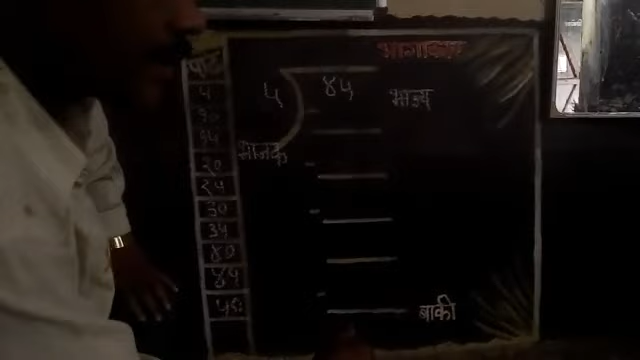 भागाकार
पाढा
५ ४५ भाज्य
भाजक
५
१०
१५
२०
२५
३०
३५
४०
४५
५०
बाकी